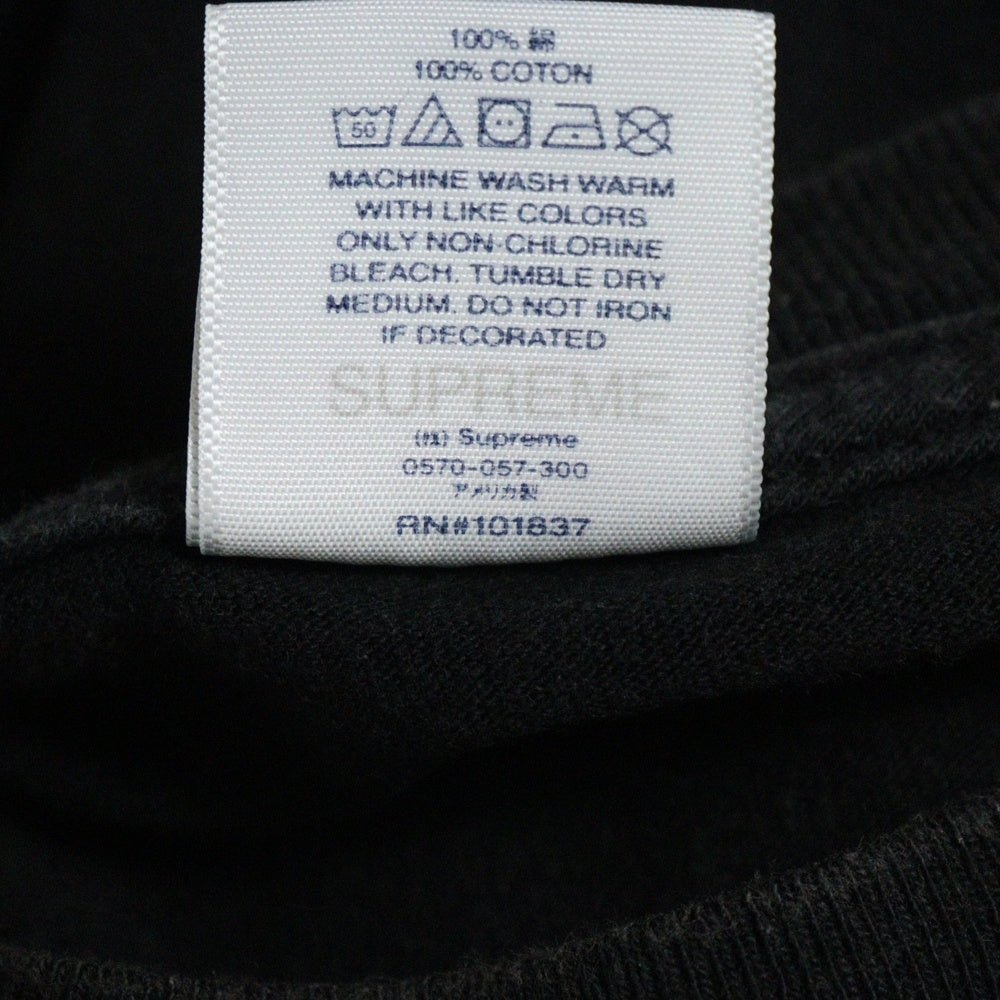 100% 綿
100% COTON
50
MACHINE WASH WARM
WITH LIKE COLORS
ONLY NON-CHLORINE
BLEACH. TUMBLE DRY
MEDIUM. DO NOT IRON
IF DECORATED
SUPREME
(株) Supreme
0570-057-300
アメリカ製
RN#101837